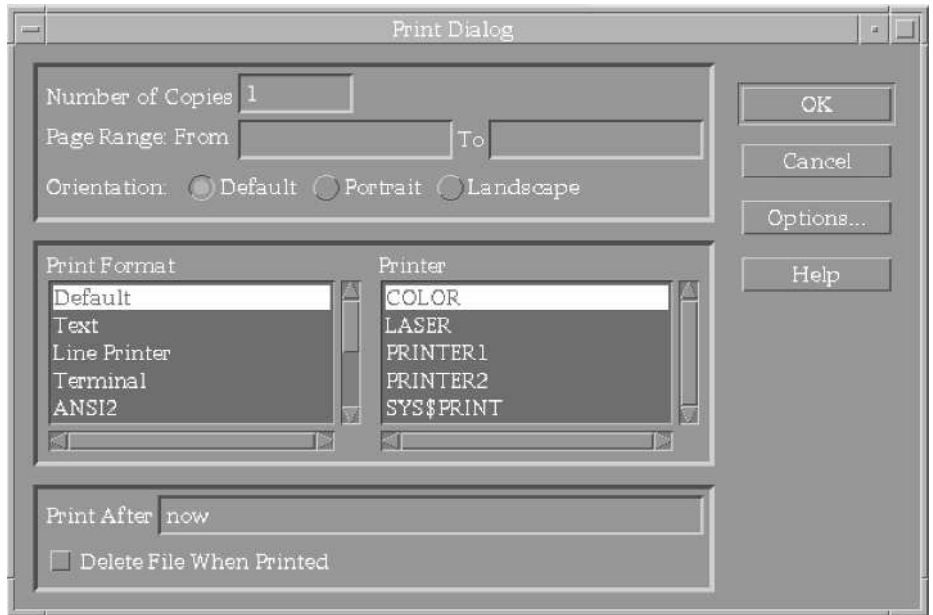 Print Dialog
Number of Copies 1
Page Range: From To
Orientation: Default Portrait Landscape
OK
Cancel
Options...
Help
Print Format
Default
Text
Line Printer
Terminal
ANSI2
Printer
COLOR
LASER
PRINTER1
PRINTER2
SYS$PRINT
Print After now
Delete File When Printed